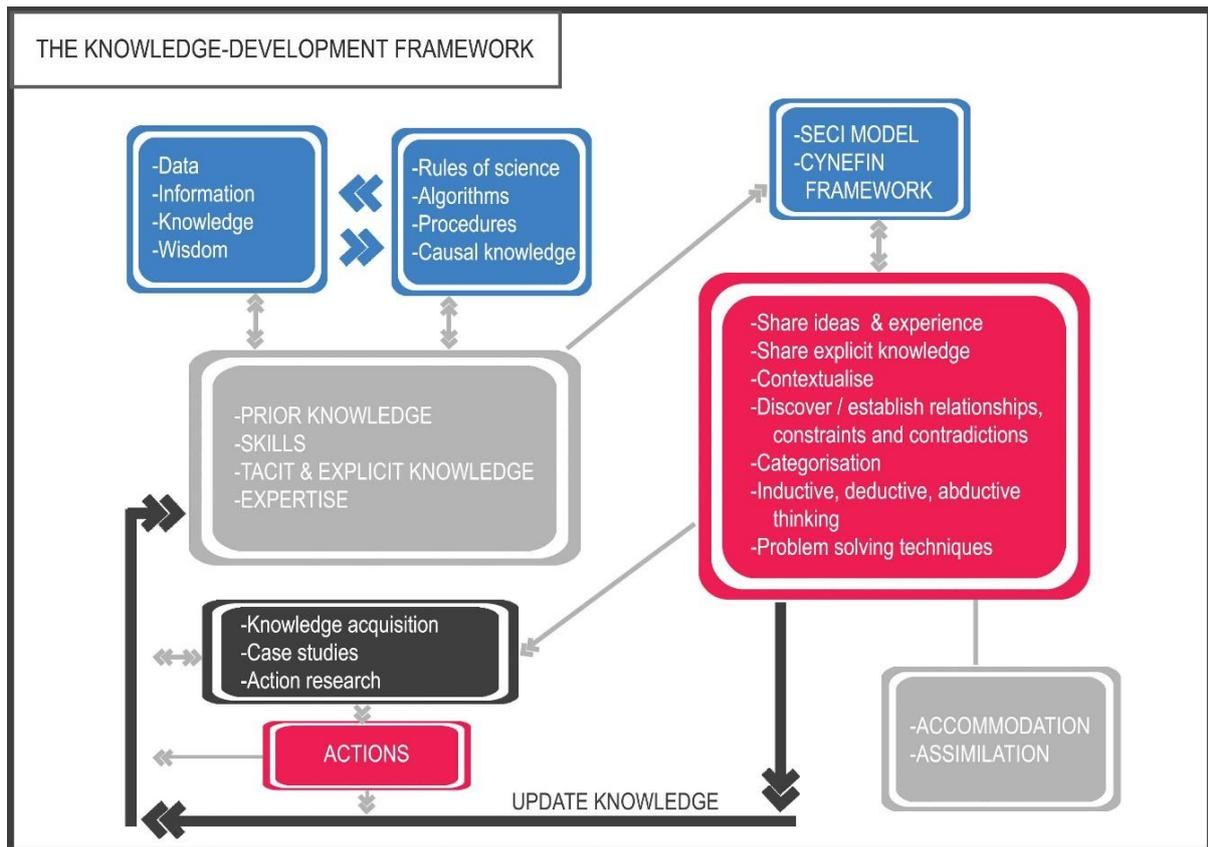 THE KNOWLEDGE-DEVELOPMENT FRAMEWORK
-Data
-Information
-Knowledge
-Wisdom
-Rules of science
-Algorithms
-Procedures
-Causal knowledge
-SECI MODEL
-CYNEFIN
FRAMEWORK
-PRIOR KNOWLEDGE
-SKILLS
-TACIT & EXPLICIT KNOWLEDGE
-EXPERTISE
-Share ideas & experience
-Share explicit knowledge
-Contextualise
-Discover / establish relationships,
constraints and contradictions
-Categorisation
-Inductive, deductive, abductive
thinking
-Problem solving techniques
-Knowledge acquisition
-Case studies
-Action research
ACTIONS
-ACCOMMODATION
-ASSIMILATION
UPDATE KNOWLEDGE